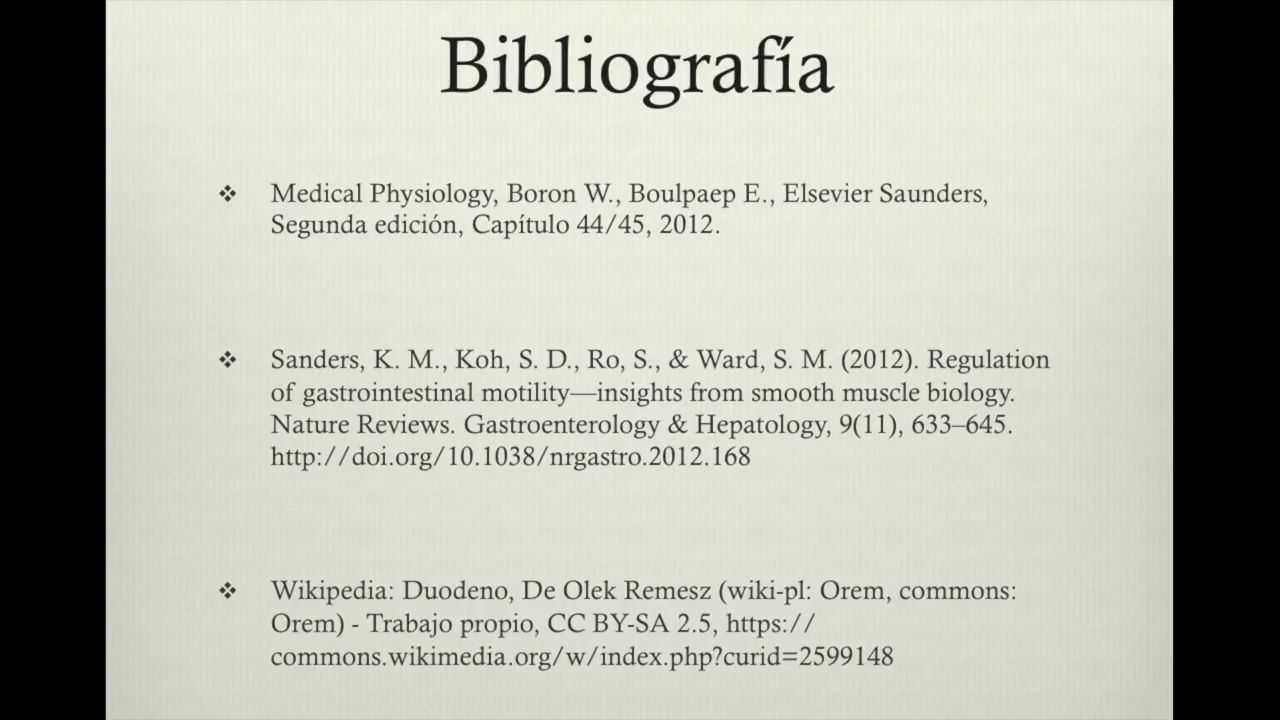 Bibliografía
❖ Medical Physiology, Boron W., Boulpaep E., Elsevier Saunders,
Segunda edición, Capítulo 44/45, 2012.
❖ Sanders, K. M., Koh, S. D., Ro, S., & Ward, S. M. (2012). Regulation
of gastrointestinal motility—insights from smooth muscle biology.
Nature Reviews. Gastroenterology & Hepatology, 9(11), 633–645.
http://doi.org/10.1038/nrgastro.2012.168
❖ Wikipedia: Duodeno, De Olek Remesz (wiki-pl: Orem, commons:
Orem) - Trabajo propio, CC BY-SA 2.5, https://
commons.wikimedia.org/w/index.php?curid=2599148